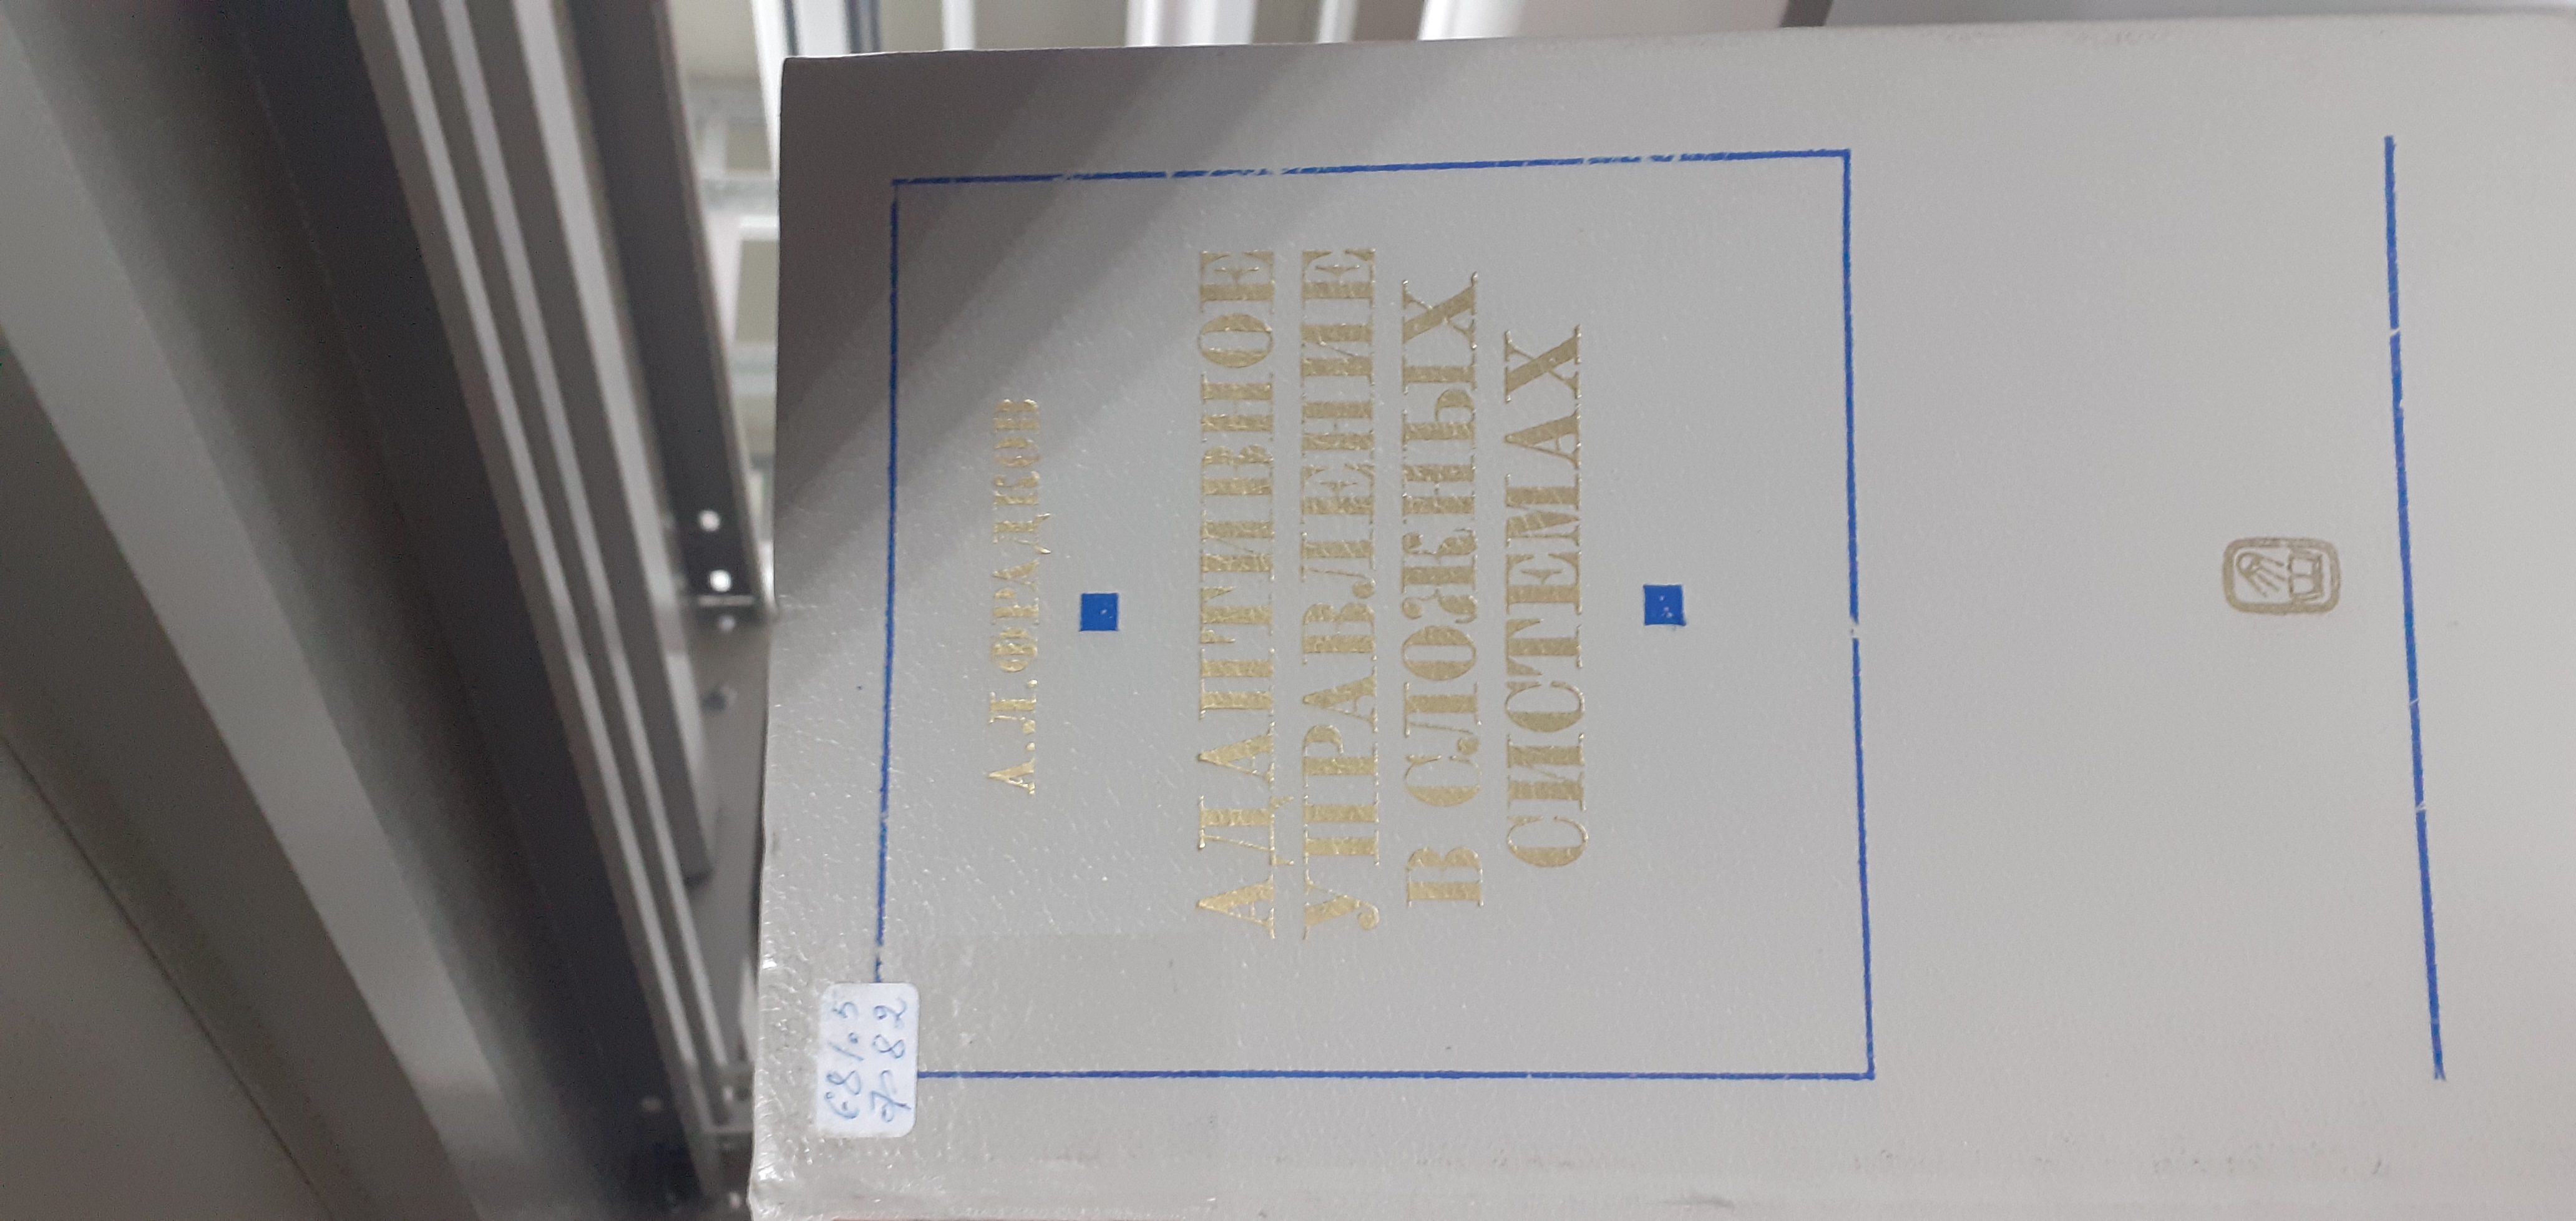 681.5
Ф 82
А.Л.ФРАДКОВ
АДАПТИВНОЕ
УПРАВЛЕНИЕ
В СЛОЖНЫХ
СИСТЕМАХ